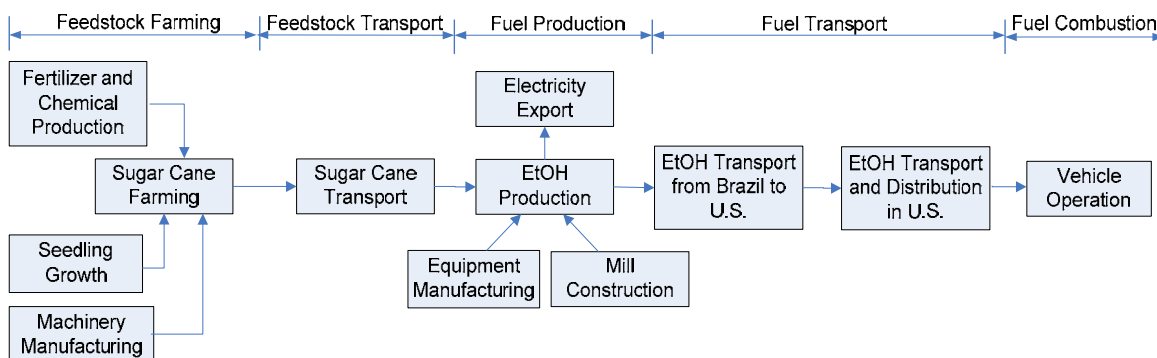 Feedstock Farming
Feedstock Transport
Fuel Production
Fuel Transport
Fuel Combustion
Fertilizer and
Chemical
Production
Electricity
Export
Sugar Cane
Farming
Sugar Cane
Transport
EtOH
Production
EtOH Transport
from Brazil to
U.S.
EtOH Transport
and Distribution
in U.S.
Vehicle
Operation
Seedling
Growth
Equipment
Manufacturing
Mill
Construction
Machinery
Manufacturing